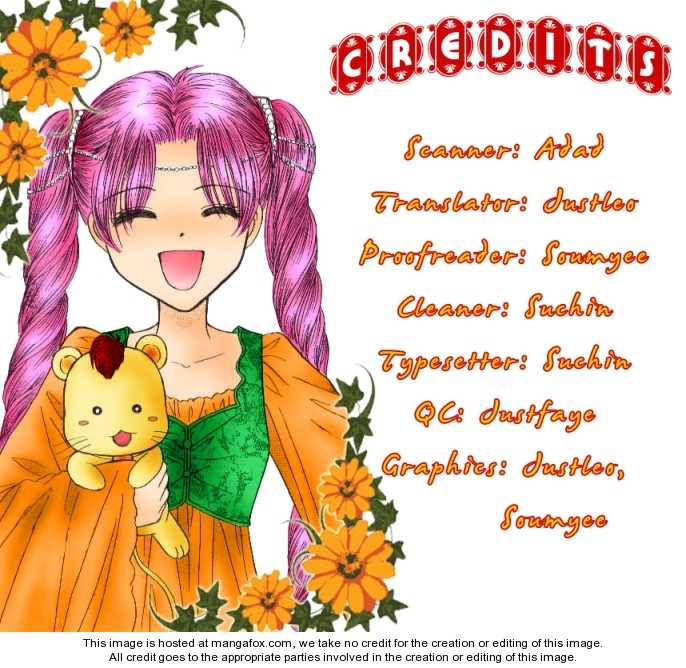 CREDITS
Scanner: Adad
Translator: Justleo
Proofreader: Soumyee
Cleaner: Suchin
Typesetter: Suchin
QC: Justfaye
Graphics: Justleo,
Soumyee
This image is hosted at mangafox.com, we take no credit for the creation or editing of this image.
All credit goes to the appropriate parties involved in the creation or editing of this image.